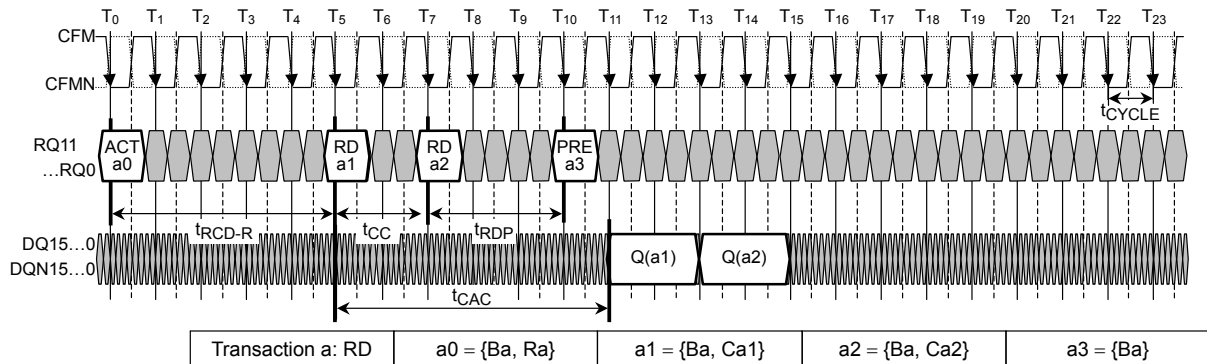 T0 T1 T2 T3 T4 T5 T6 T7 T8 T9 T10 T11 T12 T13 T14 T15 T16 T17 T18 T19 T20 T21 T22 T23
CFM
CFMN
tCYCLE
RQ11
...RQ0
ACT
a0
RD
a1
RD
a2
PRE
a3
tRCD-R
tCC
tRDP
DQ15...0
DQN15...0
Q(a1)
Q(a2)
tCAC
Transaction a: RD a0 = {Ba, Ra} a1 = {Ba, Ca1} a2 = {Ba, Ca2} a3 = {Ba}